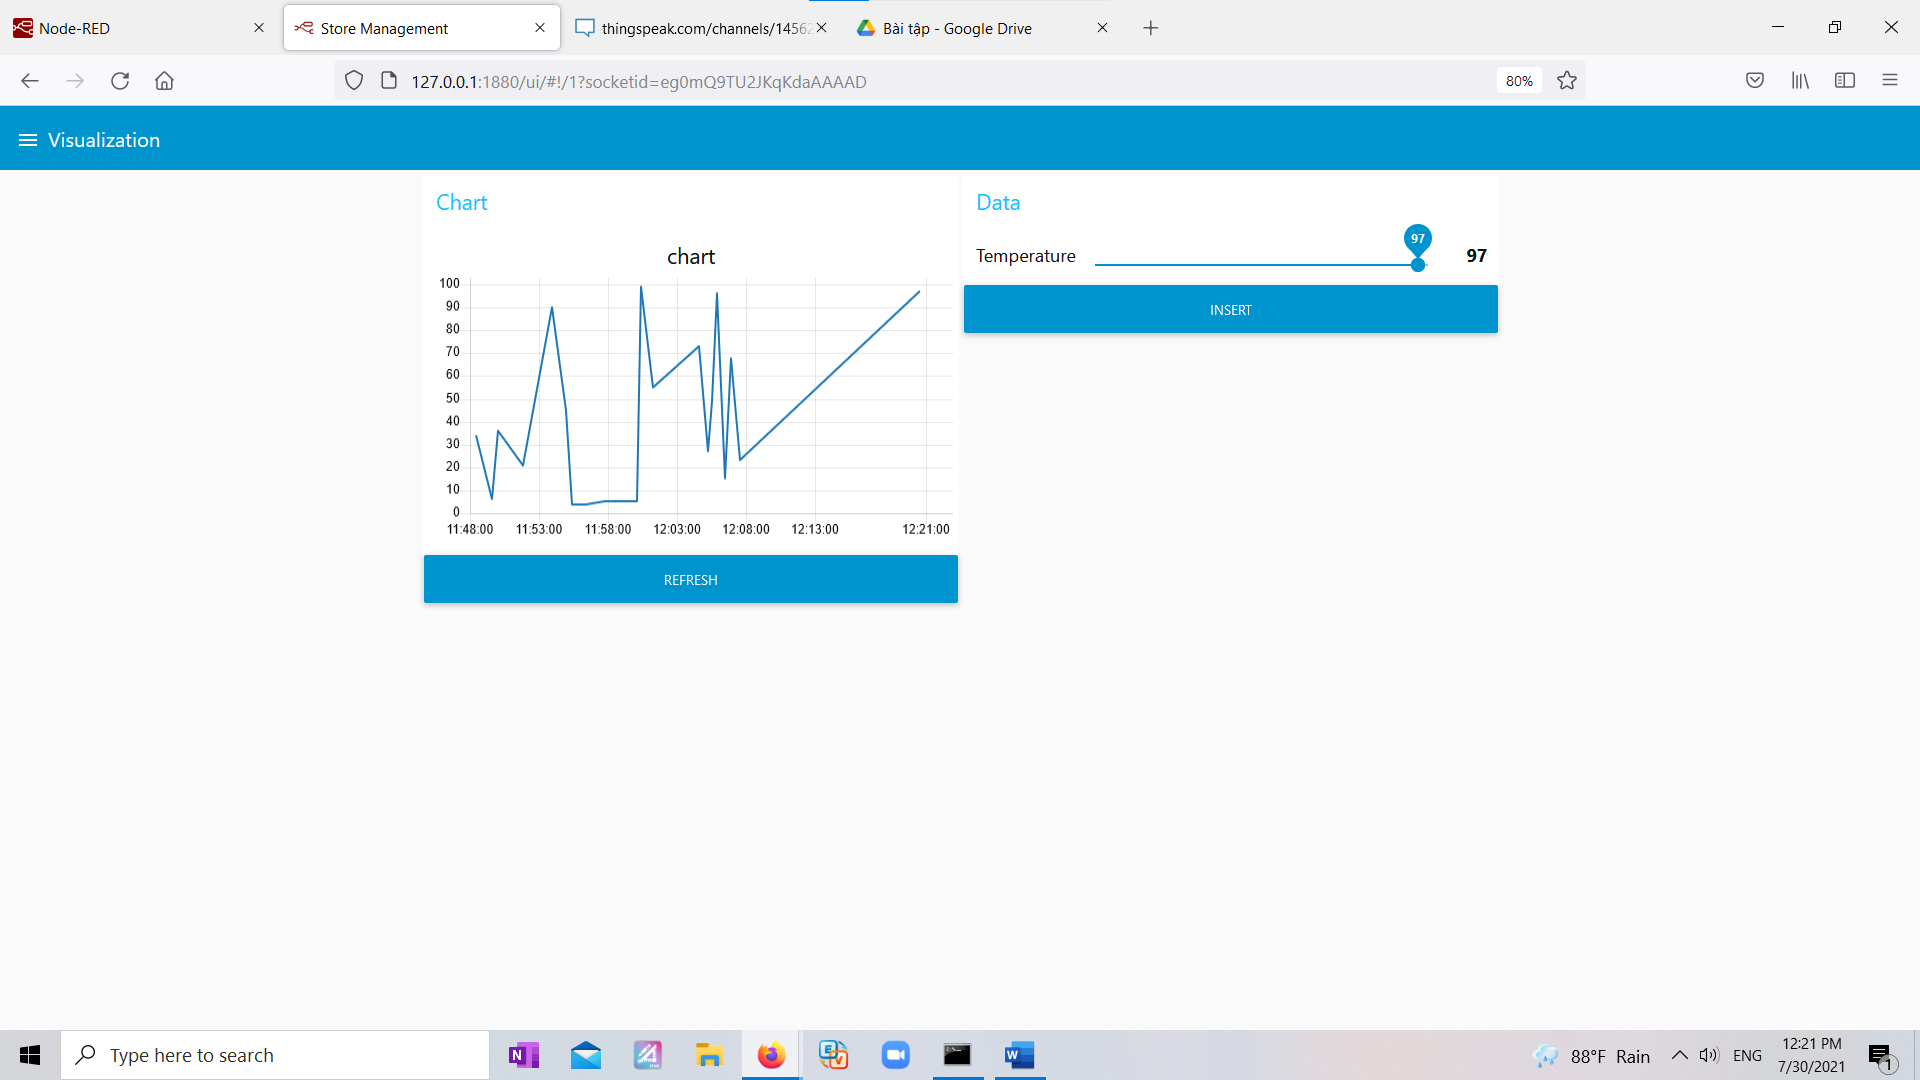 Node-RED
Store Management
thingspeak.com/channels/14562
Bài tập - Google Drive
127.0.0.1:1880/ui/#!/1?socketid=eg0mQ9TU2JKqKdaAAAAD
80%
Visualization
Chart
chart
100
90
80
70
60
50
40
30
20
10
0
11:48:00 11:53:00 11:58:00 12:03:00 12:08:00 12:13:00 12:21:00
REFRESH
Data
97
Temperature 97
INSERT
Type here to search
88°F Rain
ENG
12:21 PM
7/30/2021
1